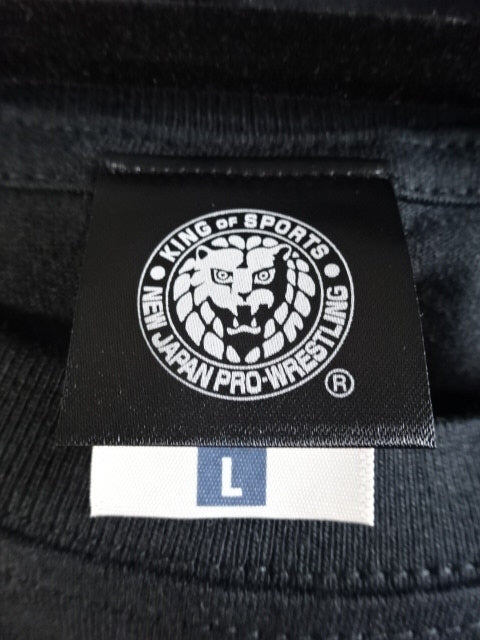 KING OF SPORTS
NEW JAPAN PRO-WRESTLING
®
L